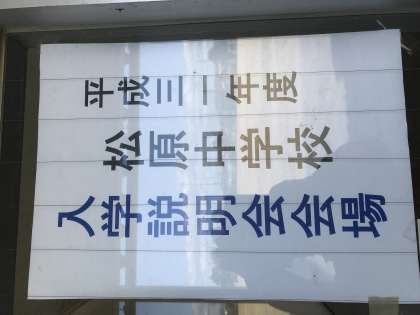 平成三一年度
松原中学校
入学説明会会場